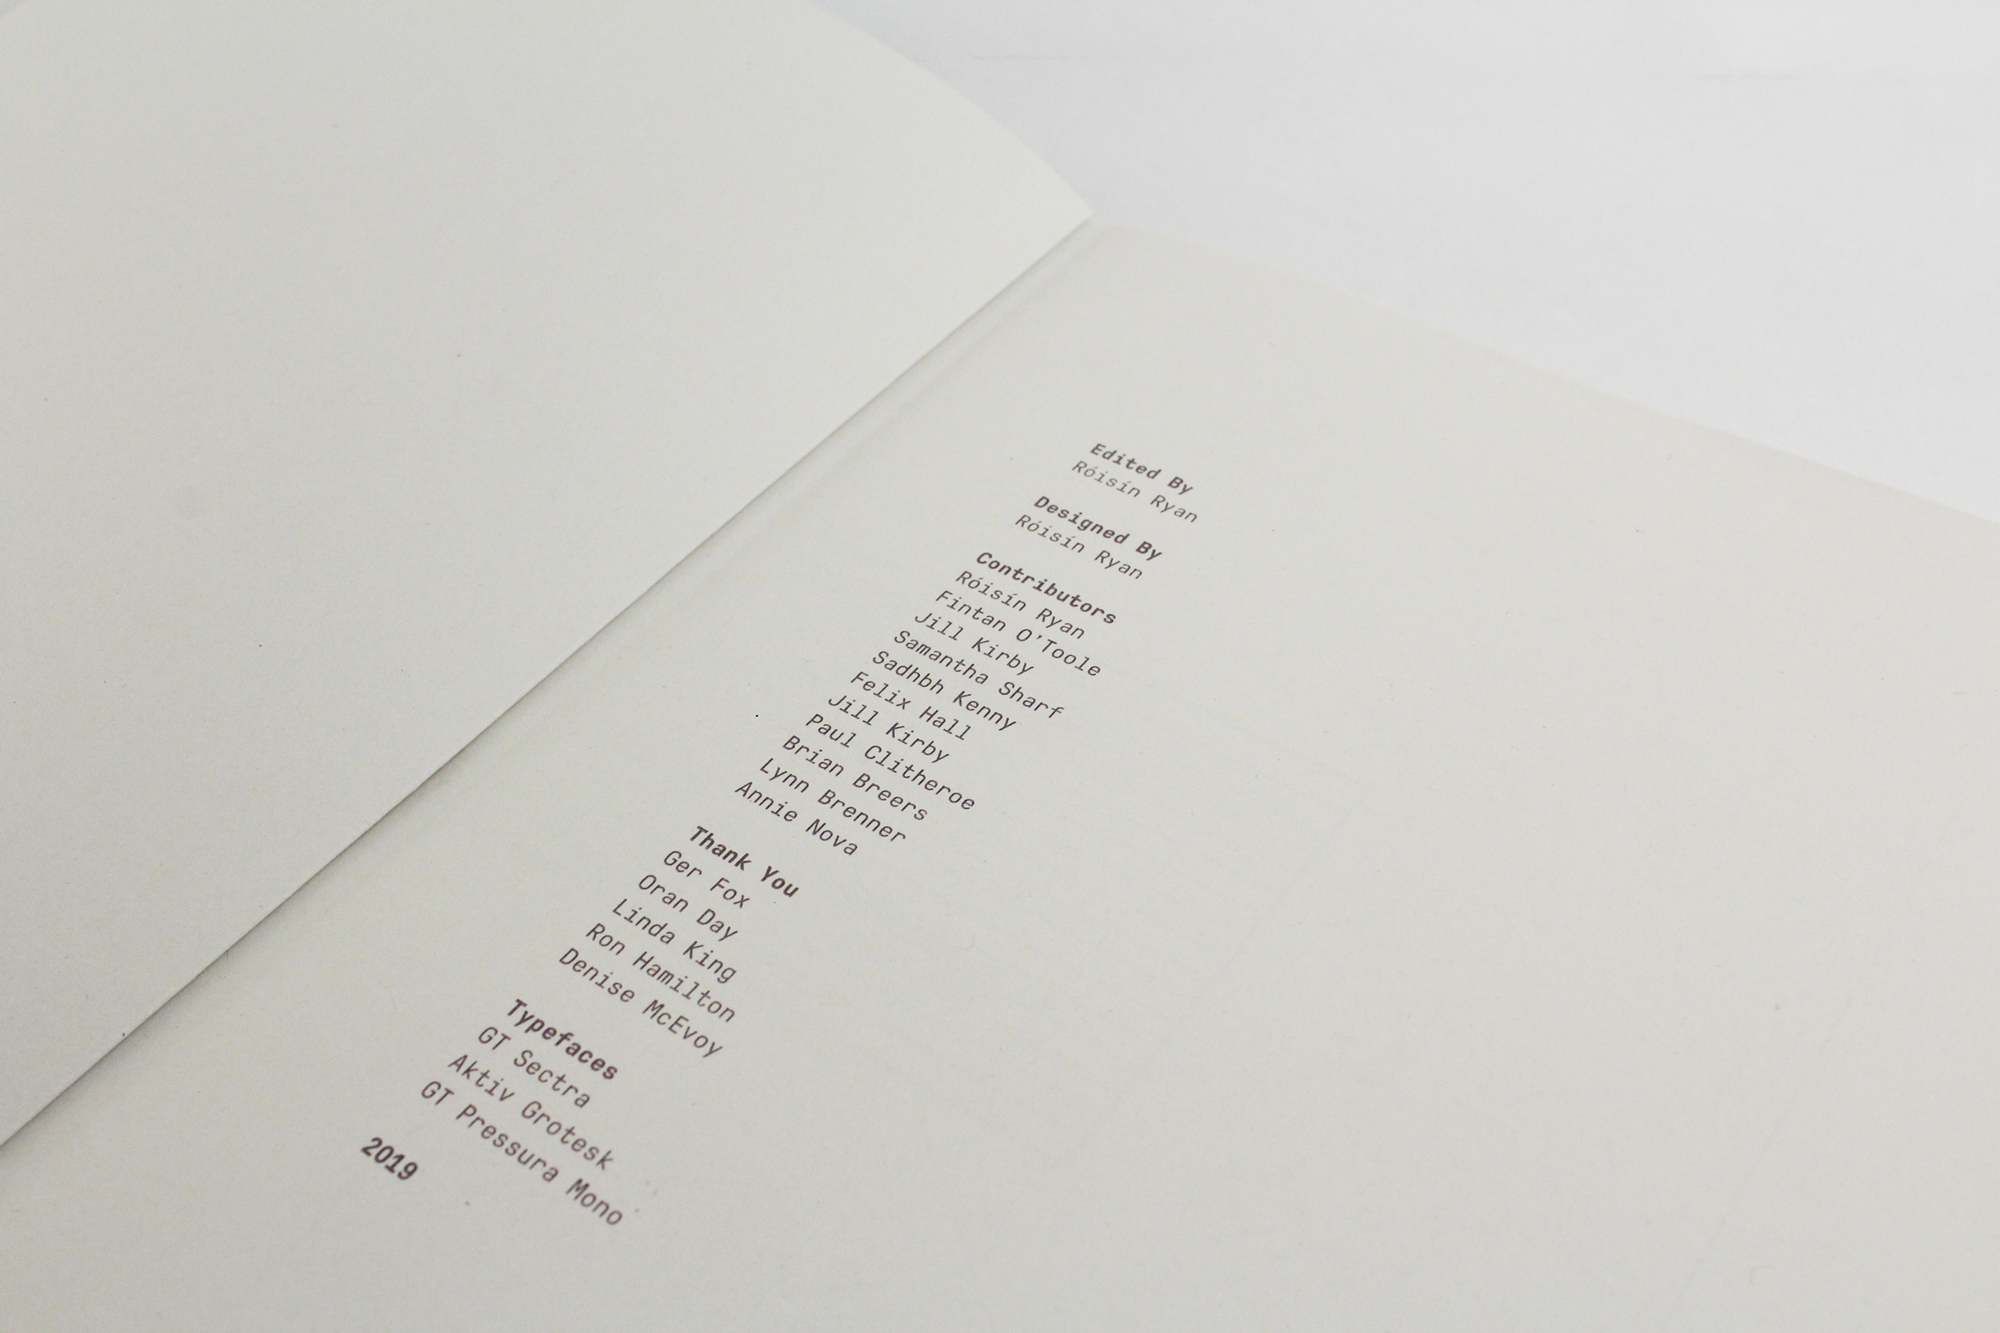 Edited By
Róisín Ryan
Designed By
Róisín Ryan
Contributors
Róisín Ryan
Fintan O'Toole
Jill Kirby
Samantha Sharf
Sadhbh Kenny
Felix Hall
Jill Kirby
Paul Clitheroe
Brian Breers
Lynn Brenner
Annie Nova
Thank You
Ger Fox
Oran Day
Linda King
Ron Hamilton
Denise McEvoy
Typefaces
GT Sectra
Aktiv Grotesk
GT Pressura Mono
2019